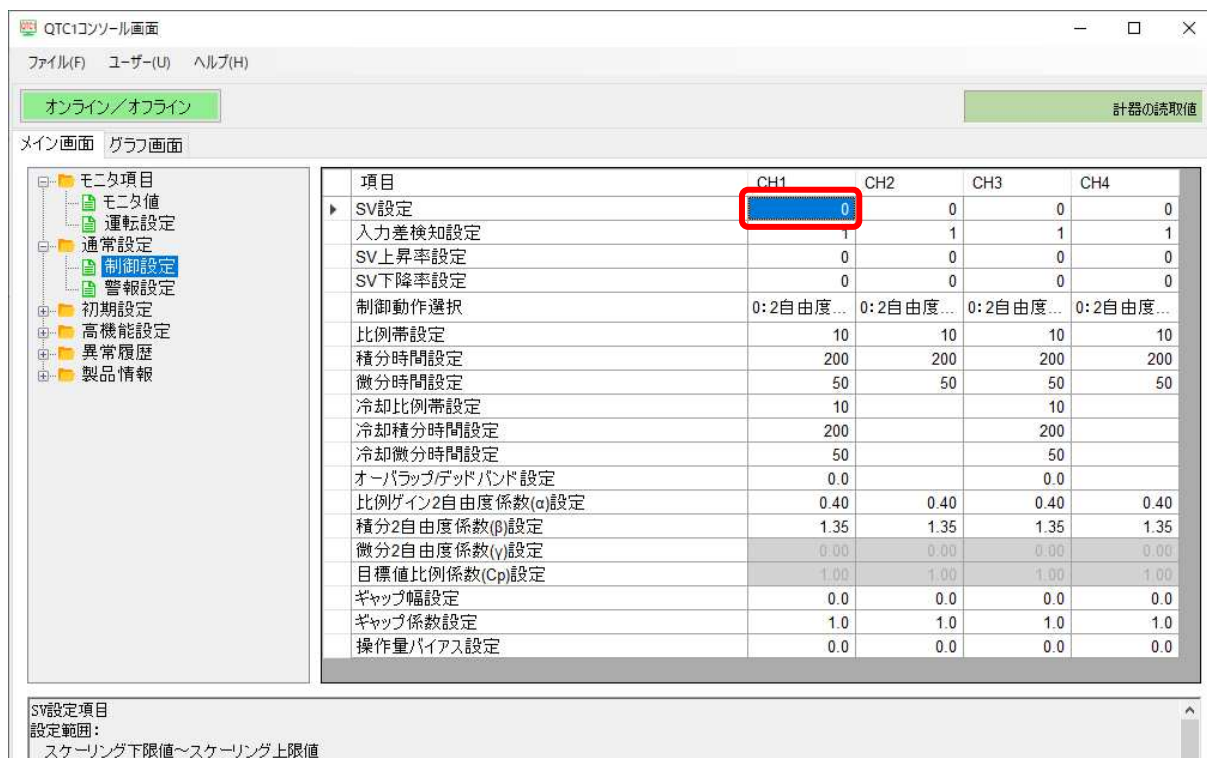 QTC1コンソール画面
ファイル(F) ユーザー(U) ヘルプ(H)
オンライン／オフライン
計器の読取値
メイン画面 グラフ画面
モニタ項目
モニタ値
運転設定
通常設定
制御設定
警報設定
初期設定
高機能設定
異常履歴
製品情報
項目 CH1 CH2 CH3 CH4
SV設定 0 0 0 0
入力差検知設定 1 1 1 1
SV上昇率設定 0 0 0 0
SV下降率設定 0 0 0 0
制御動作選択 0:2自由度... 0:2自由度... 0:2自由度... 0:2自由度...
比例帯設定 10 10 10 10
積分時間設定 200 200 200 200
微分時間設定 50 50 50 50
冷却比例帯設定 10 10
冷却積分時間設定 200 200
冷却微分時間設定 50 50
オーバラップ/デッドバンド設定 0.0 0.0
比例ゲイン2自由度係数(α)設定 0.40 0.40 0.40 0.40
積分2自由度係数(β)設定 1.35 1.35 1.35 1.35
微分2自由度係数(γ)設定 0.00 0.00 0.00 0.00
目標値比例係数(Cp)設定 1.00 1.00 1.00 1.00
ギャップ幅設定 0.0 0.0 0.0 0.0
ギャップ係数設定 1.0 1.0 1.0 1.0
操作量バイアス設定 0.0 0.0 0.0 0.0
SV設定項目
設定範囲:
スケーリング下限値～スケーリング上限値